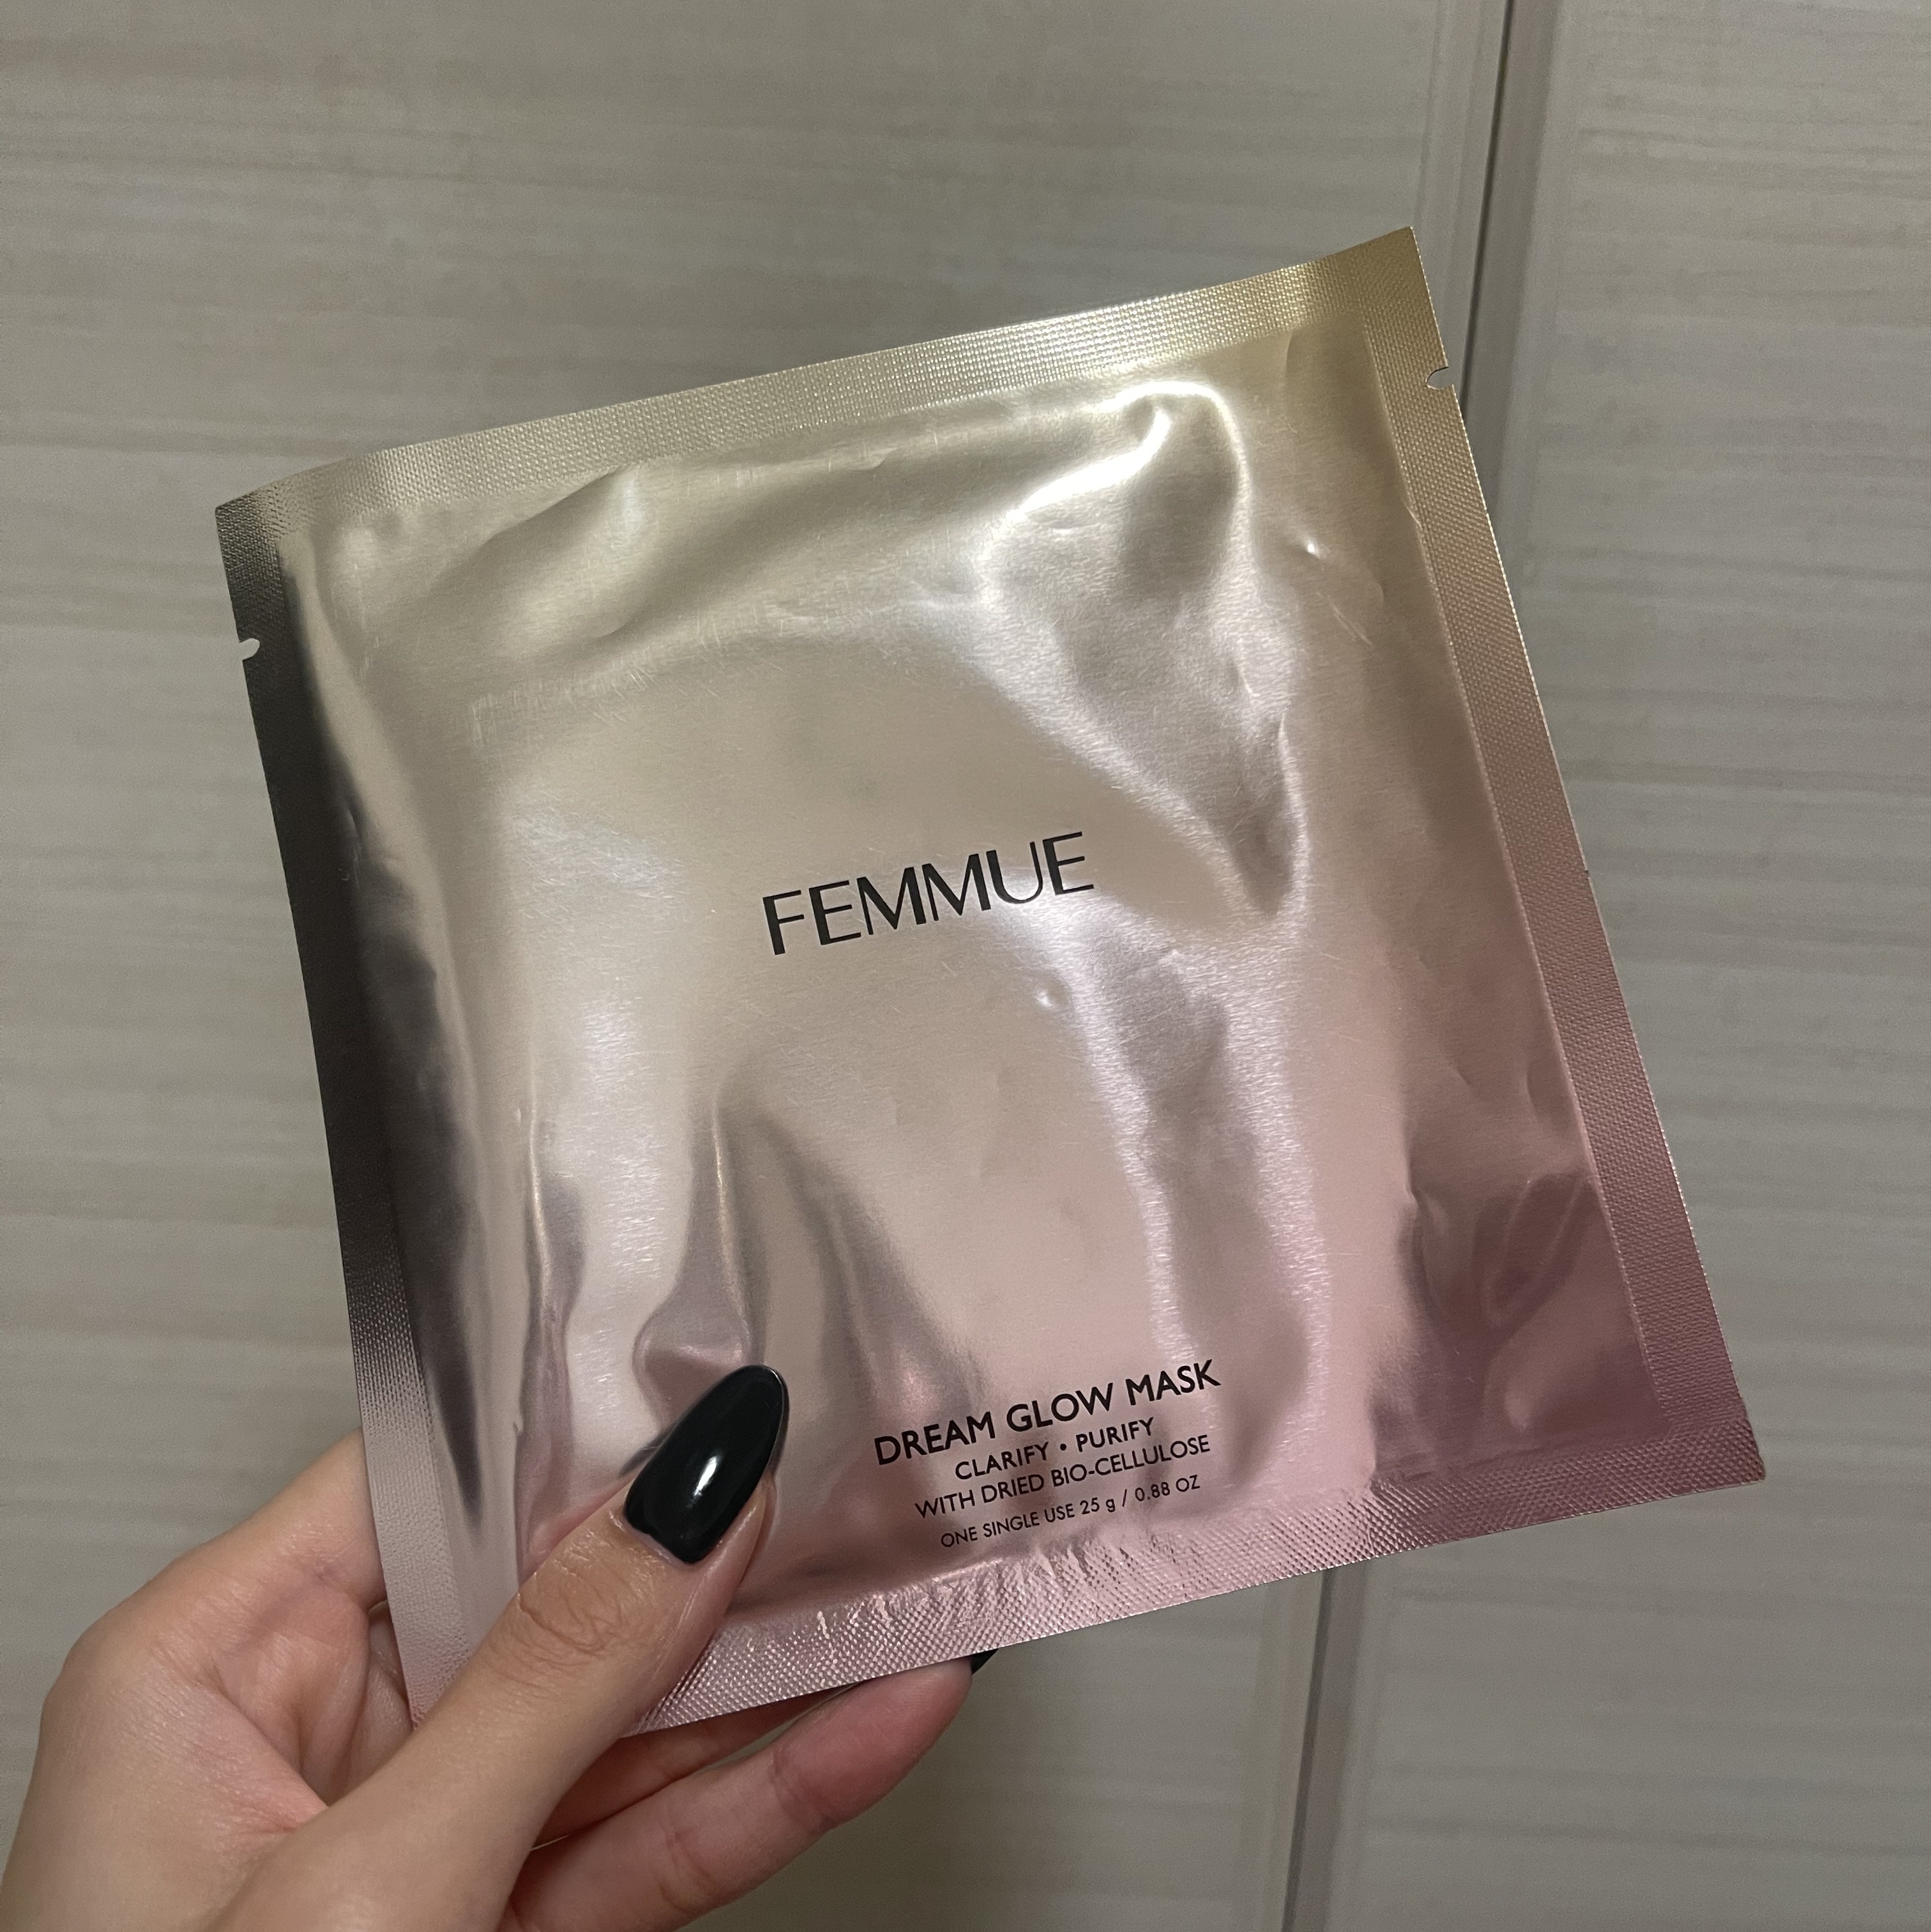 FEMMUE
DREAM GLOW MASK
CLARIFY • PURIFY
WITH DRIED BIO-CELLULOSE
ONE SINGLE USE 25 g / 0.88 OZ